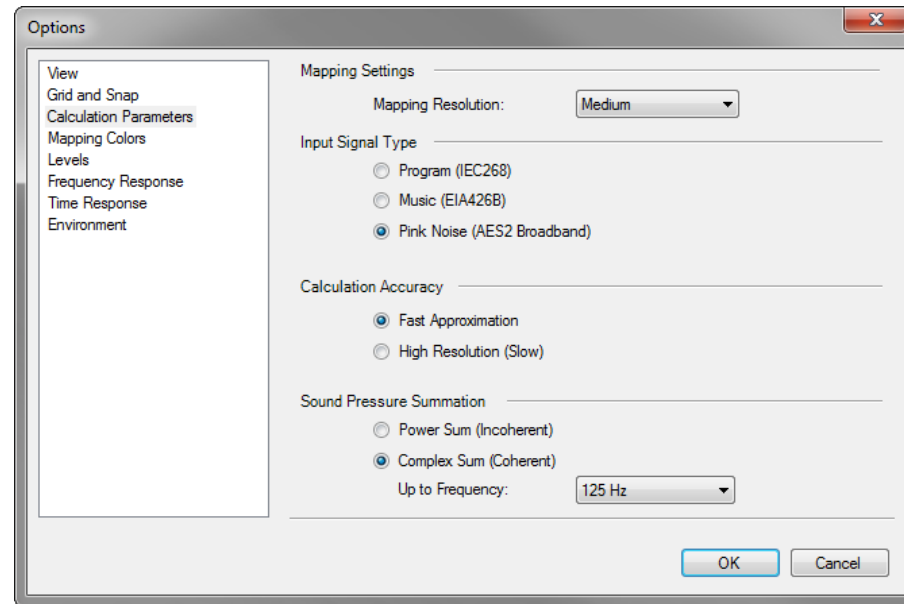 Options
View
Grid and Snap
Calculation Parameters
Mapping Colors
Levels
Frequency Response
Time Response
Environment
Mapping Settings
Mapping Resolution: Medium
Input Signal Type
Program (IEC268)
Music (EIA426B)
Pink Noise (AES2 Broadband)
Calculation Accuracy
Fast Approximation
High Resolution (Slow)
Sound Pressure Summation
Power Sum (Incoherent)
Complex Sum (Coherent)
Up to Frequency: 125 Hz
OK Cancel